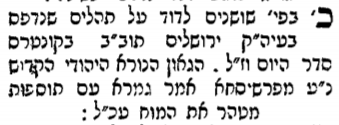 כ׳ בפי׳ שושנים לדוד על תהלים שנדפס
בעיה״ק ירושלים תוב״ב בקונטרס
סדר היום וז״ל. הגאון הנורא היהודי הקדוש
נ״ע מפרשיסחא אמר גמרא עם תוספות
מטהר את המוח עכ״ל: